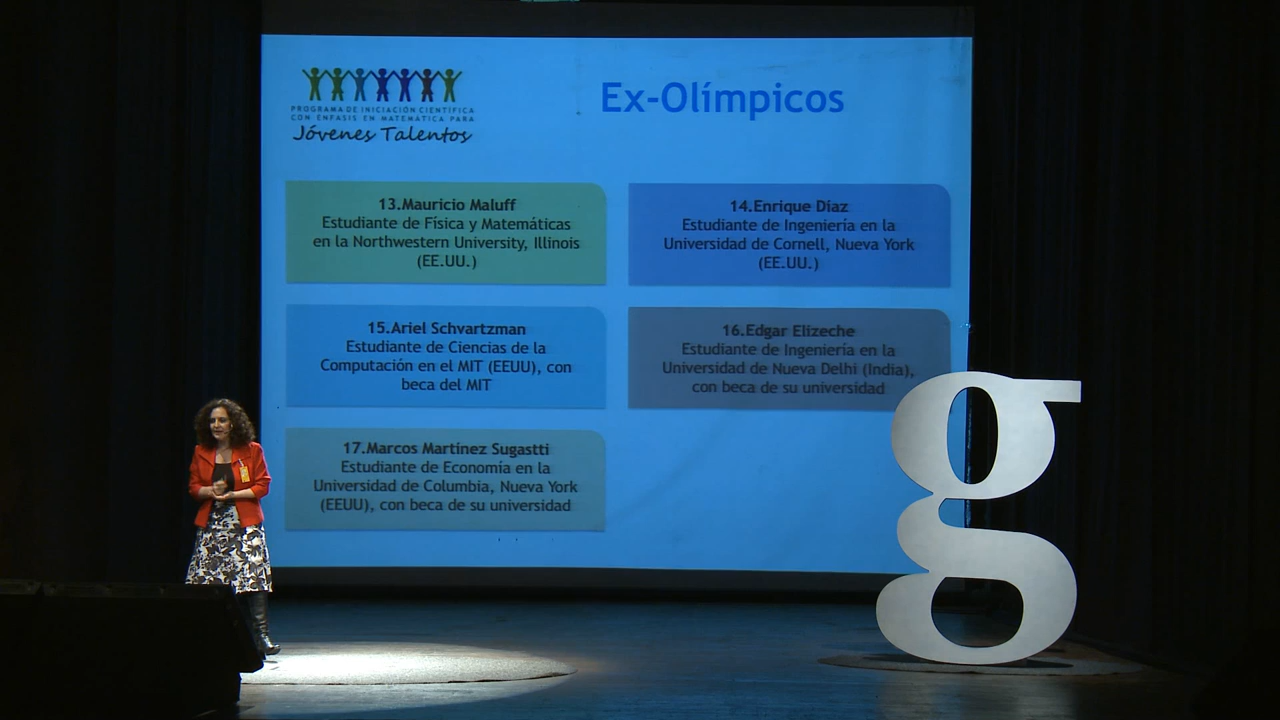 PROGRAMA DE INICIACIÓN CIENTÍFICA
CON ÉNFASIS EN MATEMÁTICA PARA
Jóvenes Talentos
Ex-Olímpicos
13.Mauricio Maluff
Estudiante de Física y Matemáticas
en la Northwestern University, Illinois
(EE.UU.)
14.Enrique Díaz
Estudiante de Ingeniería en la
Universidad de Cornell, Nueva York
(EE.UU.)
15.Ariel Schvartzman
Estudiante de Ciencias de la
Computación en el MIT (EEUU), con
beca del MIT
16.Edgar Elizeche
Estudiante de Ingeniería en la
Universidad de Nueva Delhi (India),
con beca de su universidad
17.Marcos Martínez Sugastti
Estudiante de Economía en la
Universidad de Columbia, Nueva York
(EEUU), con beca de su universidad
g